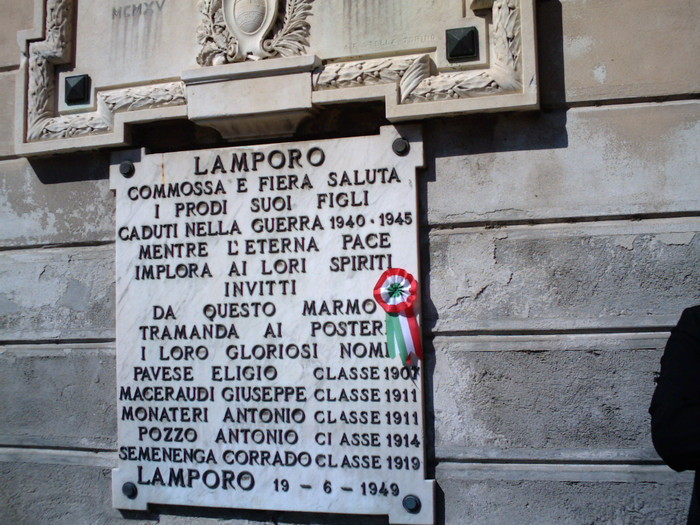 MCMXV
LAMPORO
COMMOSSA E FIERA SALUTA
I PRODI SUOI FIGLI
CADUTI NELLA GUERRA 1940-1945
MENTRE L'ETERNA PACE
IMPLORA AI LORI SPIRITI
INVITTI
DA QUESTO MARMO
TRAMANDA AI POSTERI
I LORO GLORIOSI NOMI
PAVESE ELIGIO CLASSE 1907
MACERAUDI GIUSEPPE CLASSE 1911
MONATERI ANTONIO CLASSE 1911
POZZO ANTONIO CLASSE 1914
SEMENENGA CORRADO CLASSE 1919
LAMPORO 19-6-1949